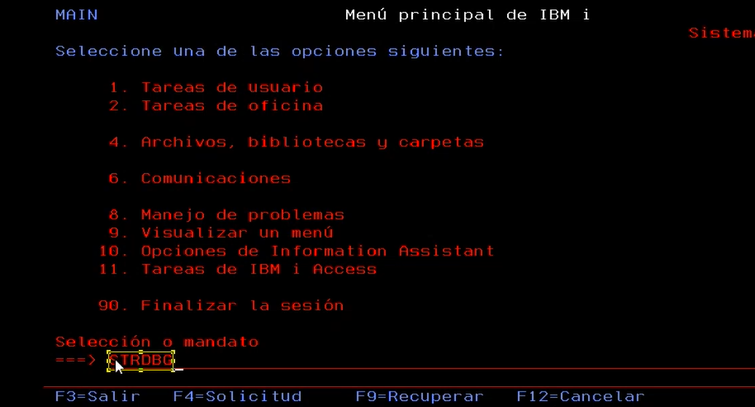 MAIN Menú principal de IBM i
Sistema
Seleccione una de las opciones siguientes:
1. Tareas de usuario
2. Tareas de oficina
4. Archivos, bibliotecas y carpetas
6. Comunicaciones
8. Manejo de problemas
9. Visualizar un menú
10. Opciones de Information Assistant
11. Tareas de IBM i Access
90. Finalizar la sesión
Selección o mandato
===> STRDBG
F3=Salir F4=Solicitud F9=Recuperar F12=Cancelar